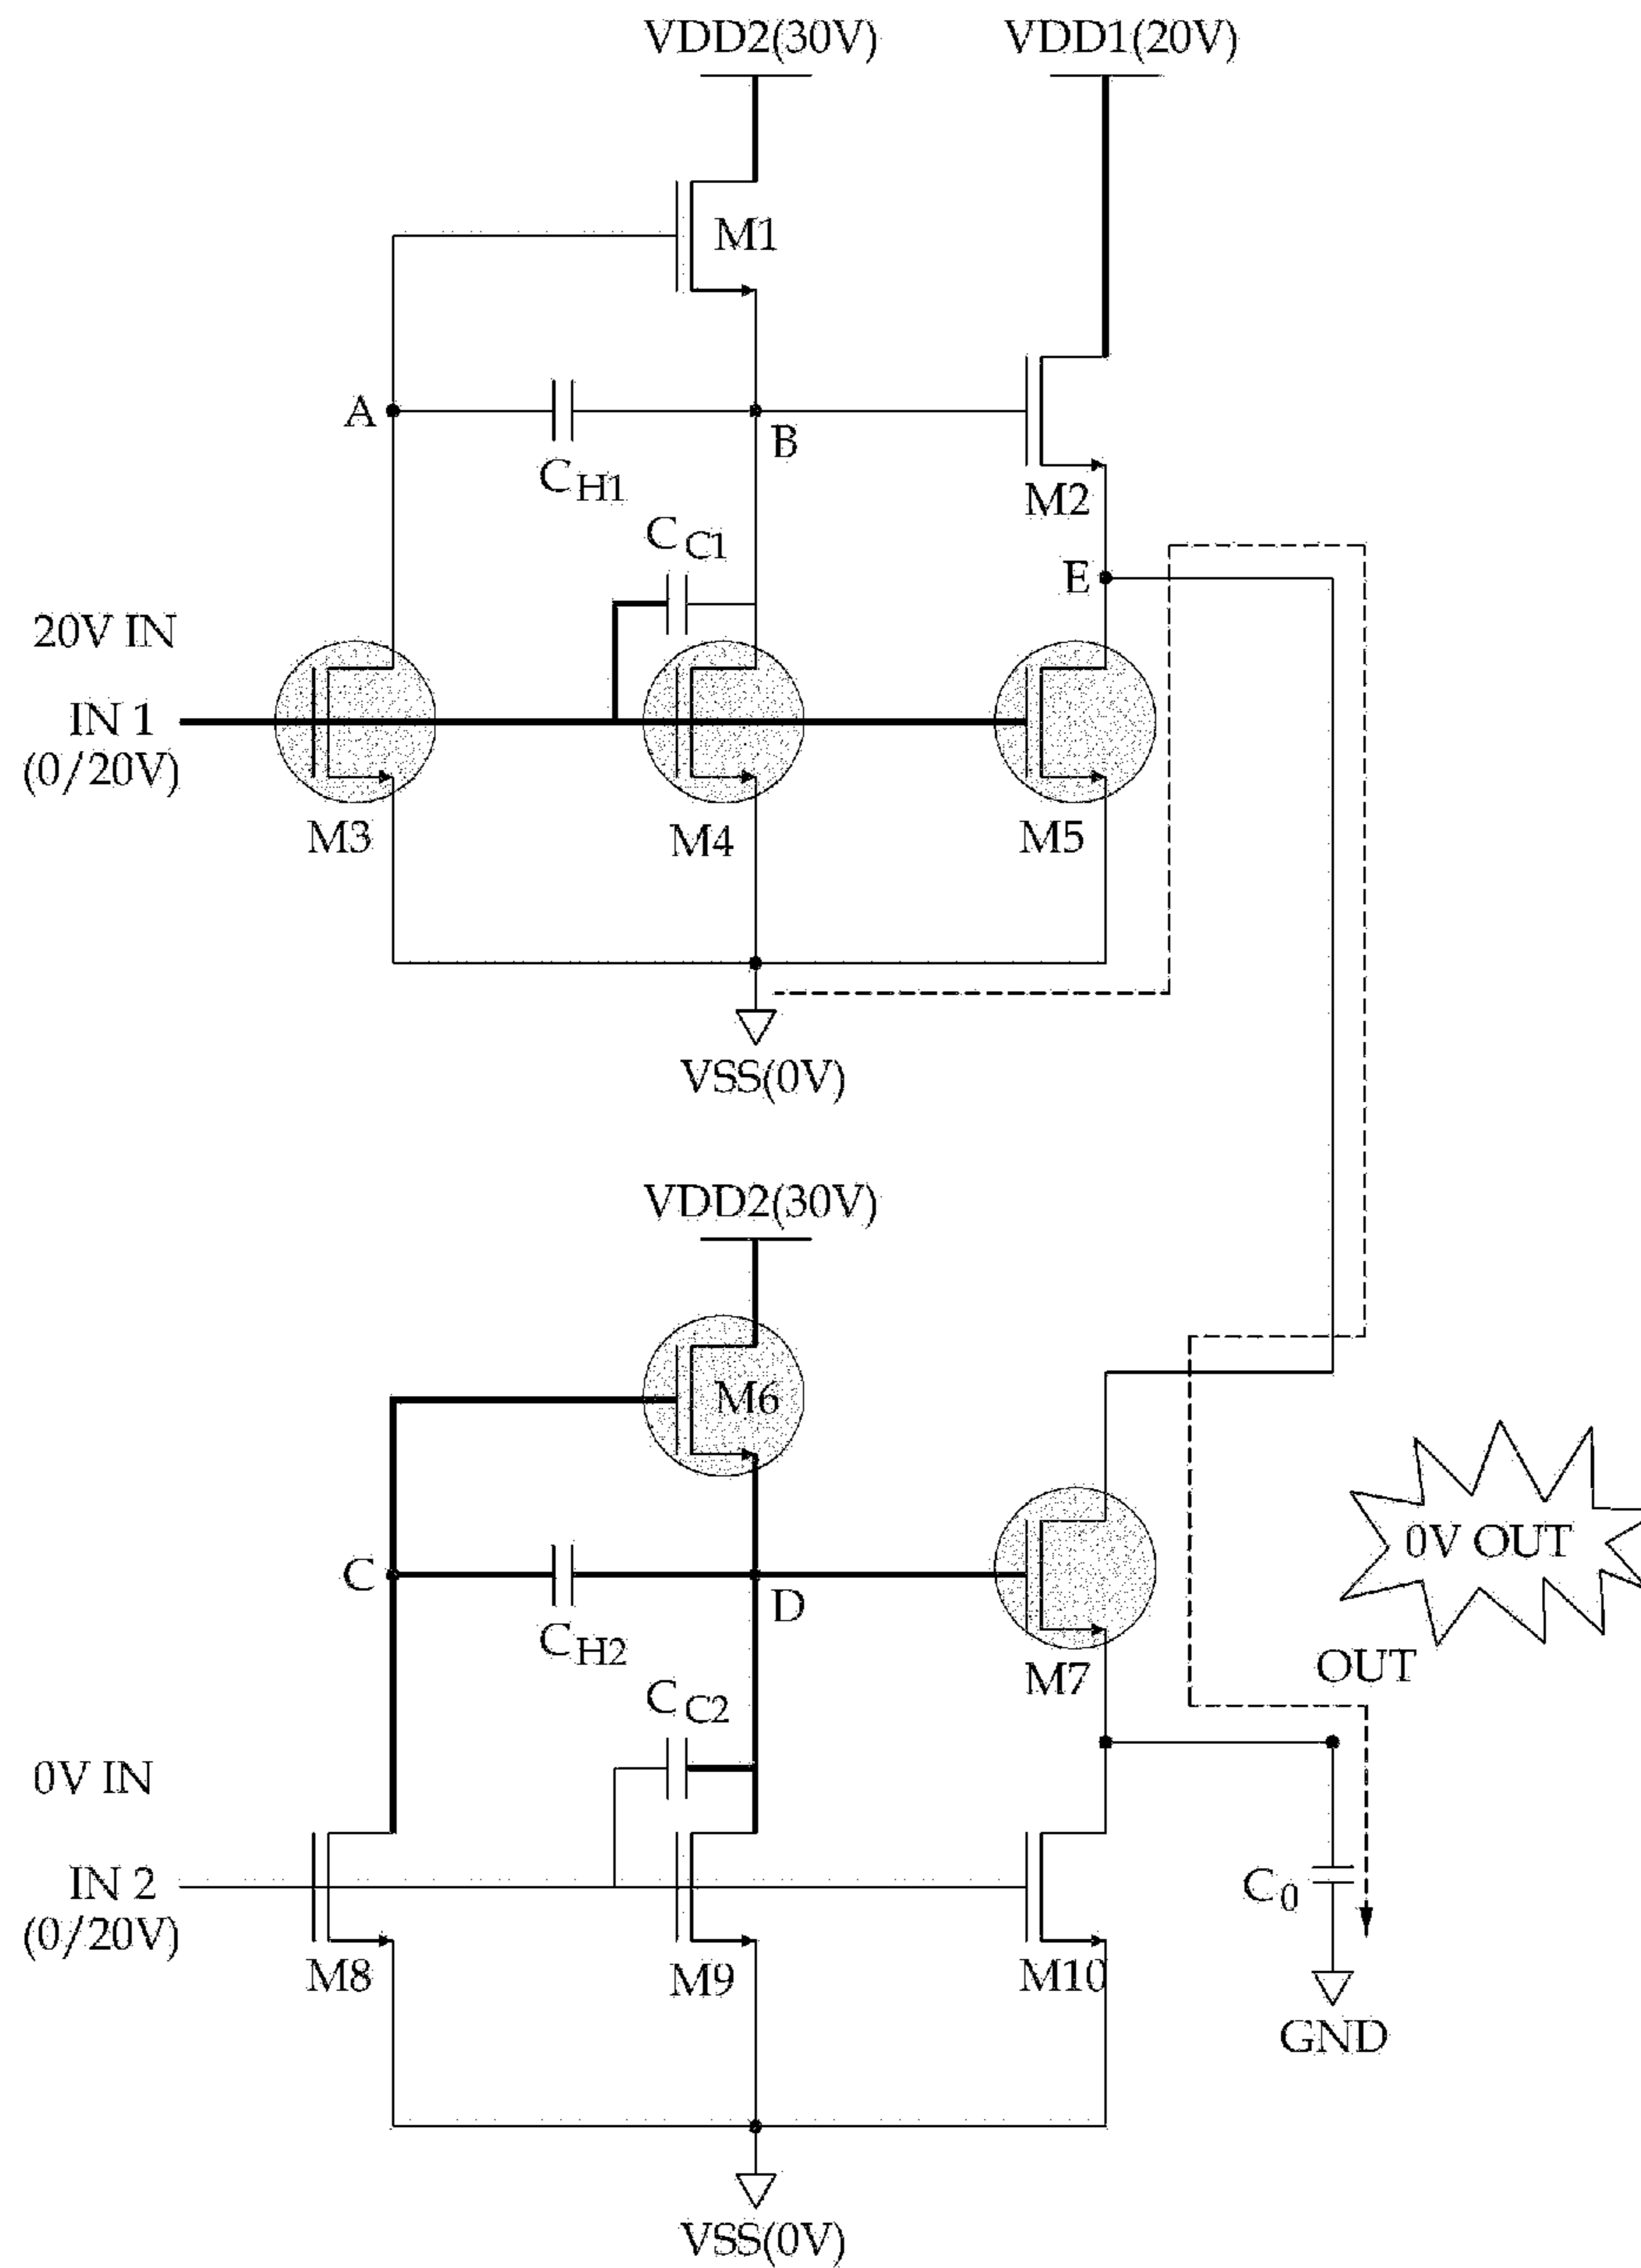 VDD2(30V)
VDD1(20V)
M1
A
B
CH1
M2
CC1
E
20V IN
IN 1
(0/20V)
M3
M4
M5
VSS(0V)
VDD2(30V)
M6
0V OUT
C
D
CH2
OUT
M7
CC2
0V IN
IN 2
(0/20V)
C0
M8
M9
M10
GND
VSS(0V)